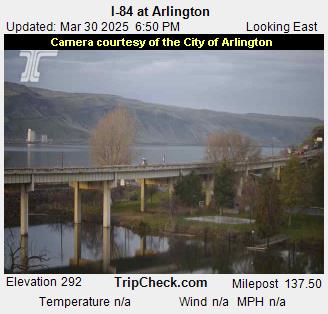 I-84 at Arlington
Updated: Mar 30 2025 6:50 PM Looking East
Camera courtesy of the City of Arlington
Elevation 292 TripCheck.com Milepost 137.50
Temperature n/a Wind n/a MPH n/a